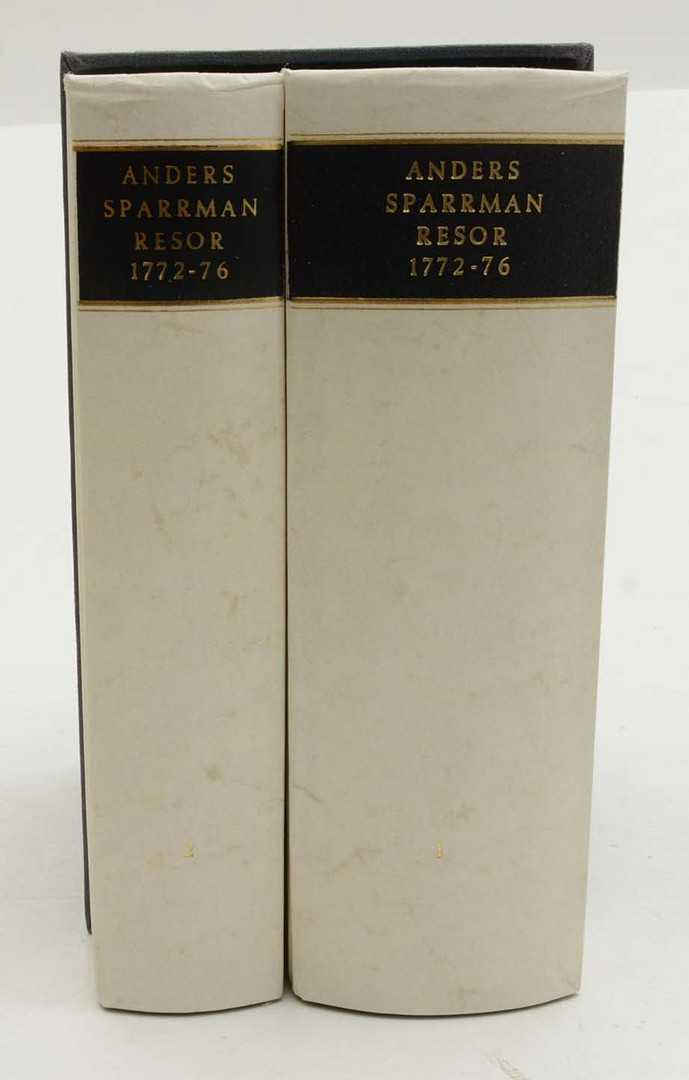 ANDERS
SPARRMAN
RESOR
1772-76
2
ANDERS
SPARRMAN
RESOR
1772-76
1